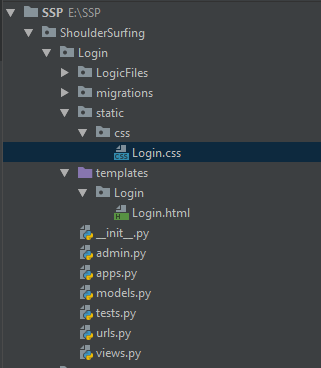 SSP E:\SSP
ShoulderSurfing
Login
LogicFiles
migrations
static
css
Login.css
templates
Login
Login.html
__init__.py
admin.py
apps.py
models.py
tests.py
urls.py
views.py